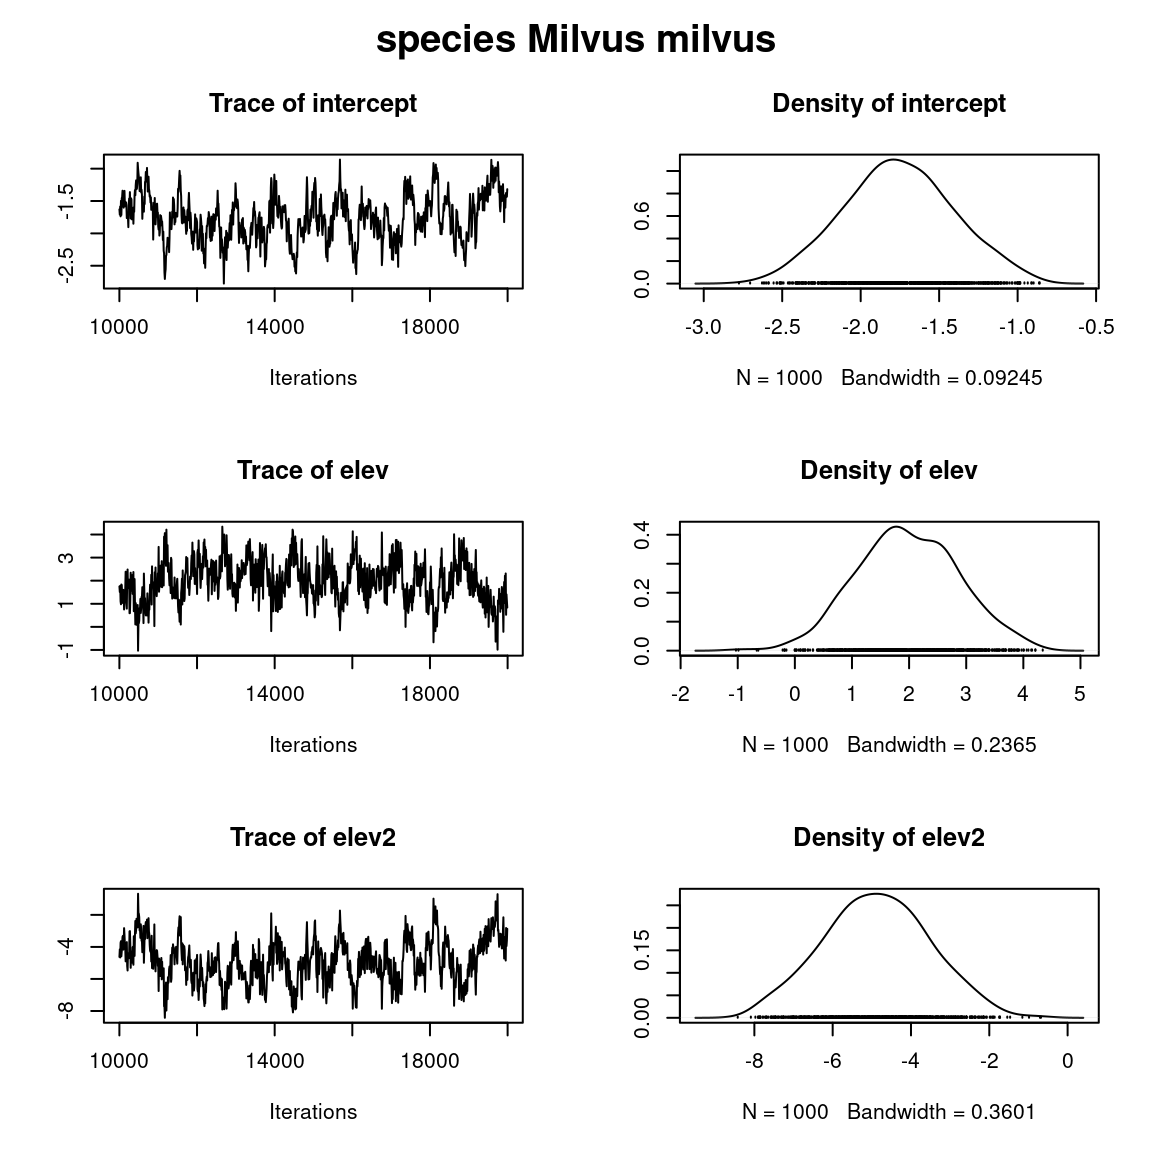 species Milvus milvus
Trace of intercept
-1.5
-2.5
10000 14000 18000
Iterations
Density of intercept
0.6
0.0
-3.0 -2.5 -2.0 -1.5 -1.0 -0.5
N = 1000 Bandwidth = 0.09245
Trace of elev
3
1
-1
10000 14000 18000
Iterations
Density of elev
0.4
0.2
0.0
-2 -1 0 1 2 3 4 5
N = 1000 Bandwidth = 0.2365
Trace of elev2
-4
-8
10000 14000 18000
Iterations
Density of elev2
0.15
0.00
-8 -6 -4 -2 0
N = 1000 Bandwidth = 0.3601